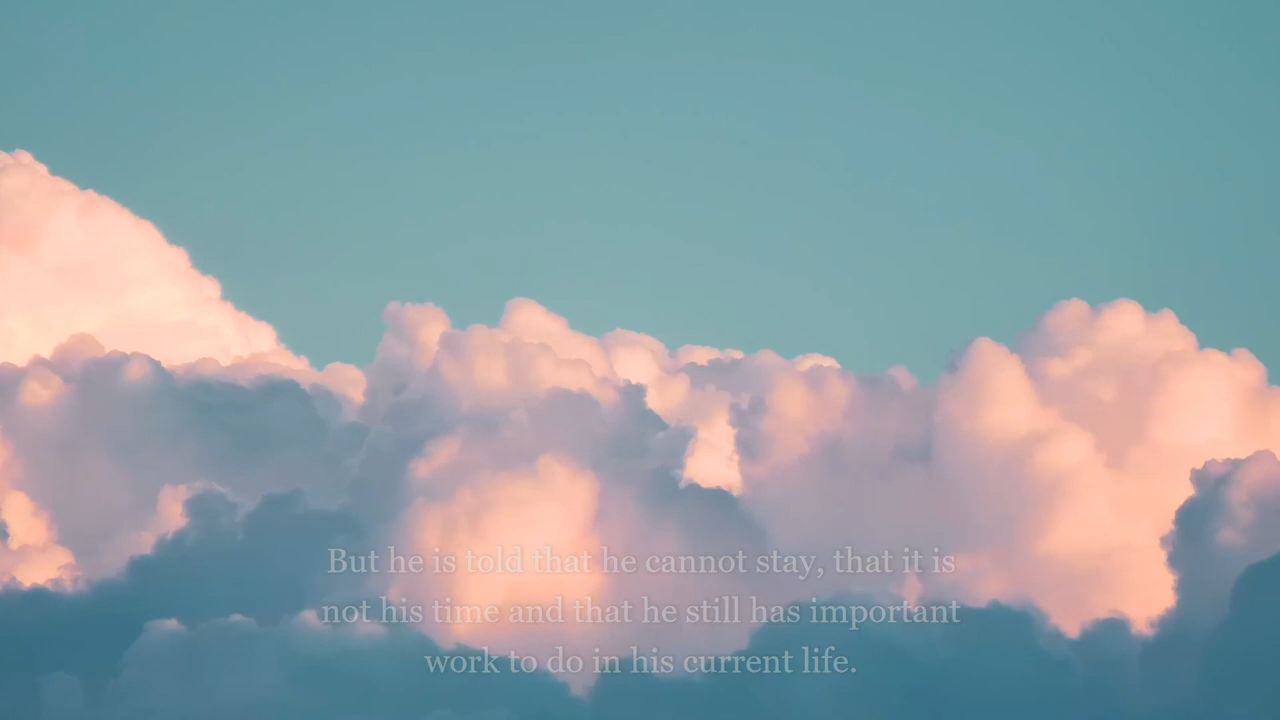 But he is told that he cannot stay, that it is
not his time and that he still has important
work to do in his current life.